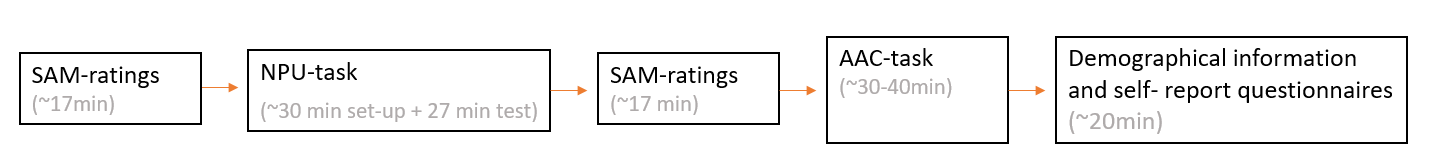 SAM-ratings
(~17min)
NPU-task
(~30 min set-up + 27 min test)
SAM-ratings
(~17 min)
AAC-task
(~30-40min)
Demographical information
and self- report questionnaires
(~20min)